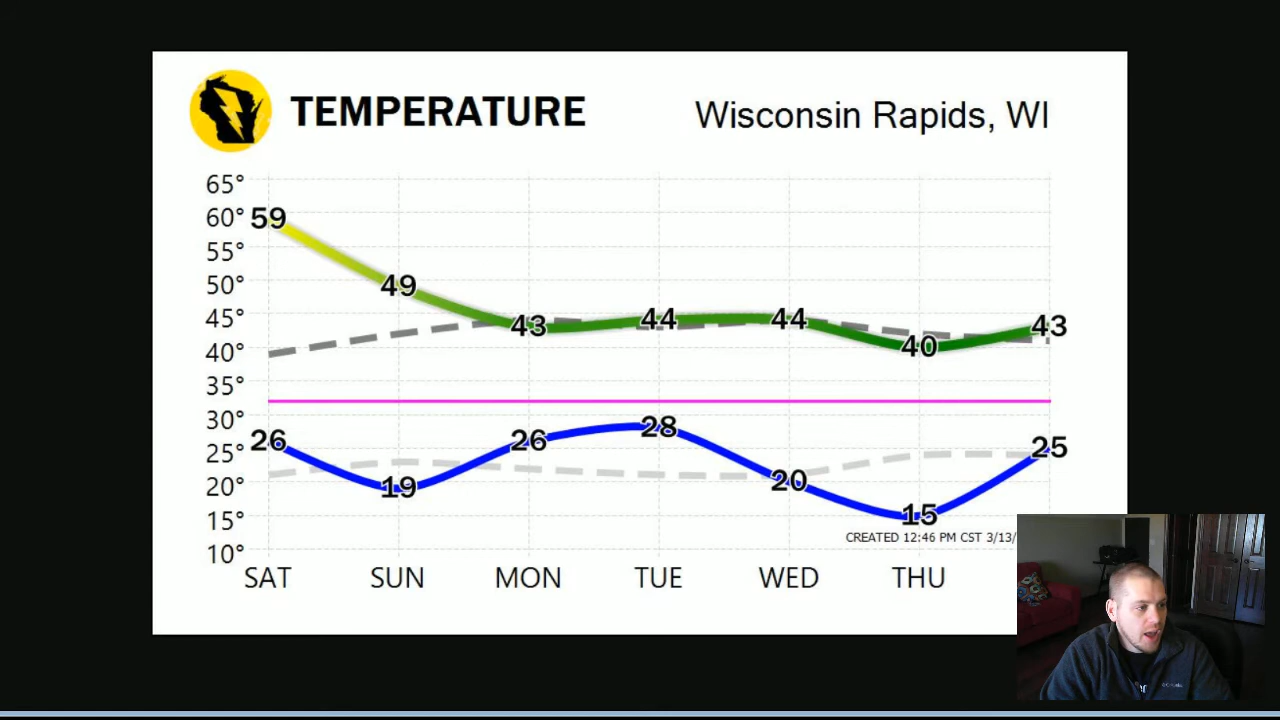 TEMPERATURE
Wisconsin Rapids, WI
65°
60°
55°
50°
45°
40°
35°
30°
25°
20°
15°
10°
59
49
43
44
44
40
43
26
19
26
28
20
15
25
CREATED 12:46 PM CST 3/13/
SAT
SUN
MON
TUE
WED
THU